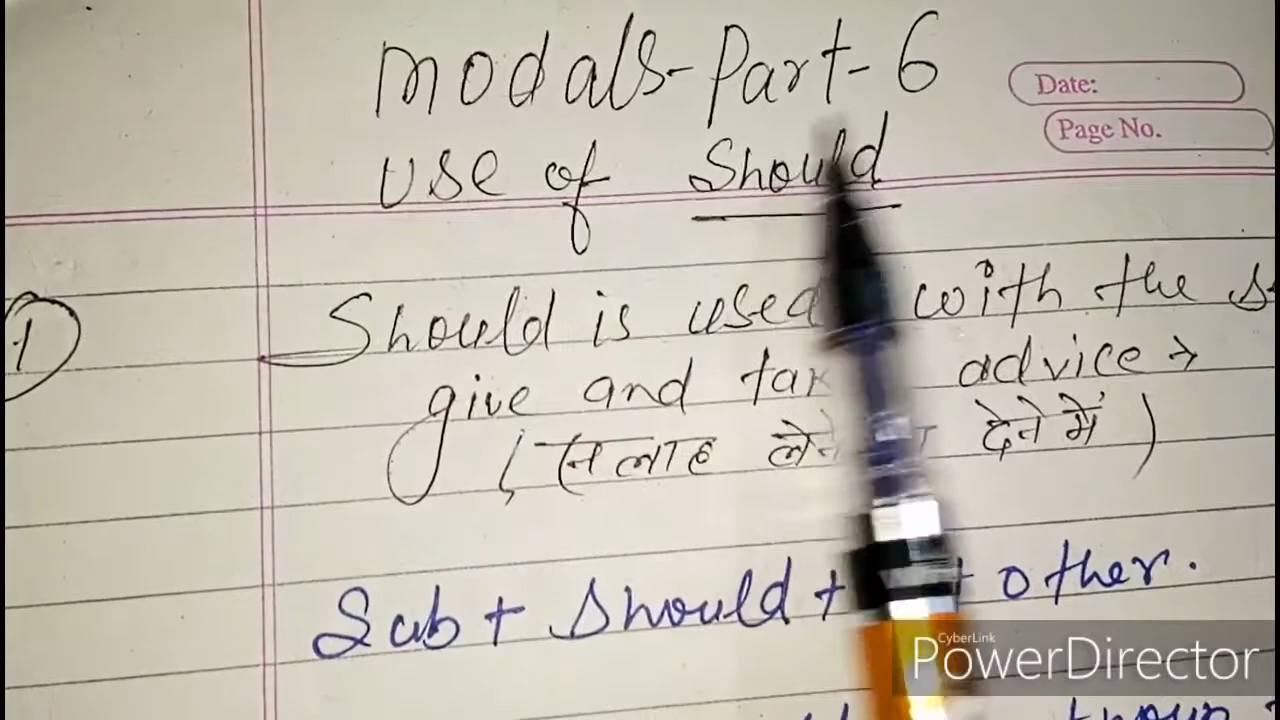 Modals-Part-6
Date:
Page No.
Use of Should
1
Should is used with the
give and advice →
(सलाह देने में)
Sub + Should + + other.
CyberLink
PowerDirector